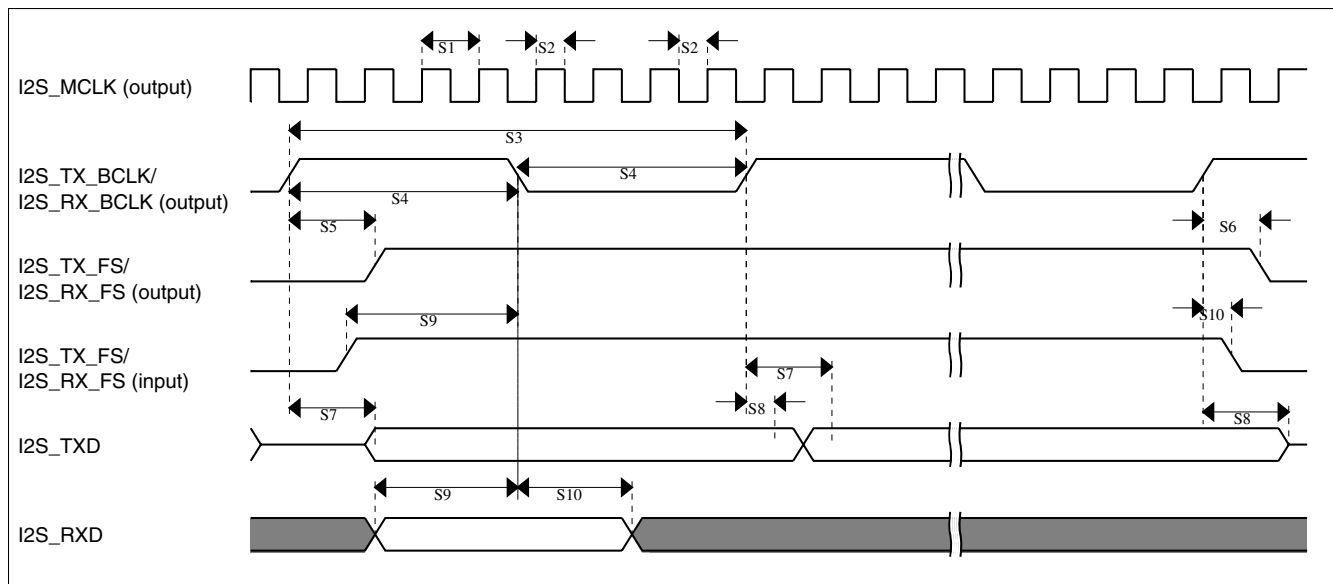 S1
S2
S2
I2S_MCLK (output)
S3
I2S_TX_BCLK/
I2S_RX_BCLK (output)
S4
S4
S5
S6
I2S_TX_FS/
I2S_RX_FS (output)
S9
S10
I2S_TX_FS/
I2S_RX_FS (input)
S7
S7
S8
S8
I2S_TXD
S9
S10
I2S_RXD